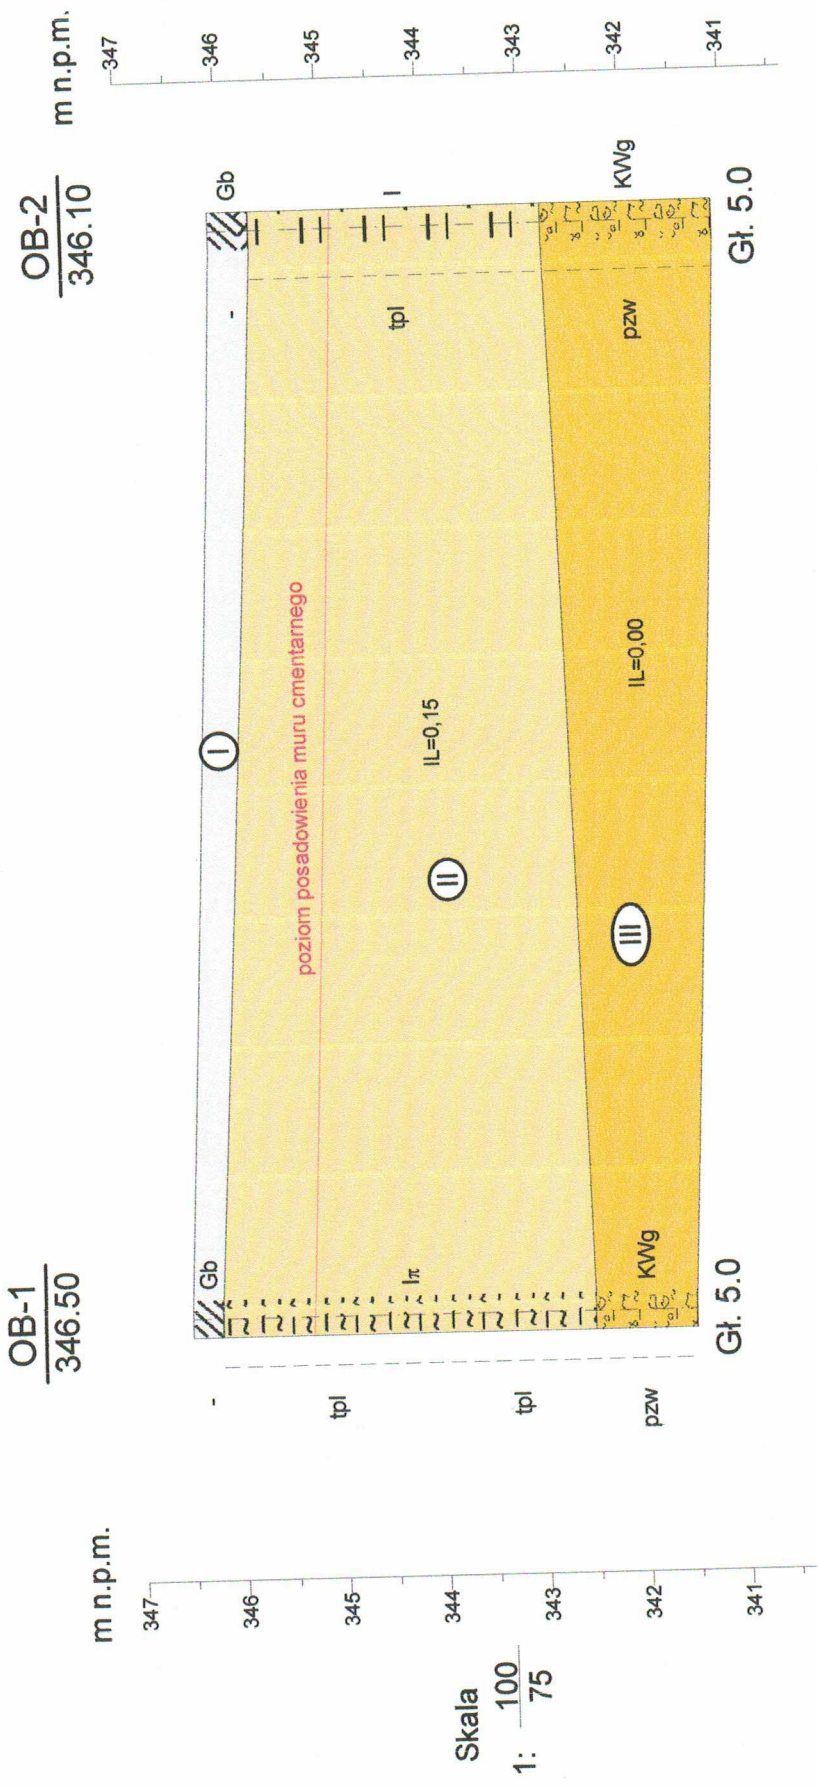 OB-1
346.50
OB-2
346.10
m n.p.m.
m n.p.m.
347
346
345
344
343
342
341
347
346
345
344
343
342
341
Skala
1:
100
75
-
tpl
tpl
pzw
Gb
Iπ
KWg
Gł. 5.0
I
poziom posadowienia muru cmentarnego
II
IL=0,15
III
IL=0,00
-
tpl
pzw
Gb
I
KWg
Gł. 5.0